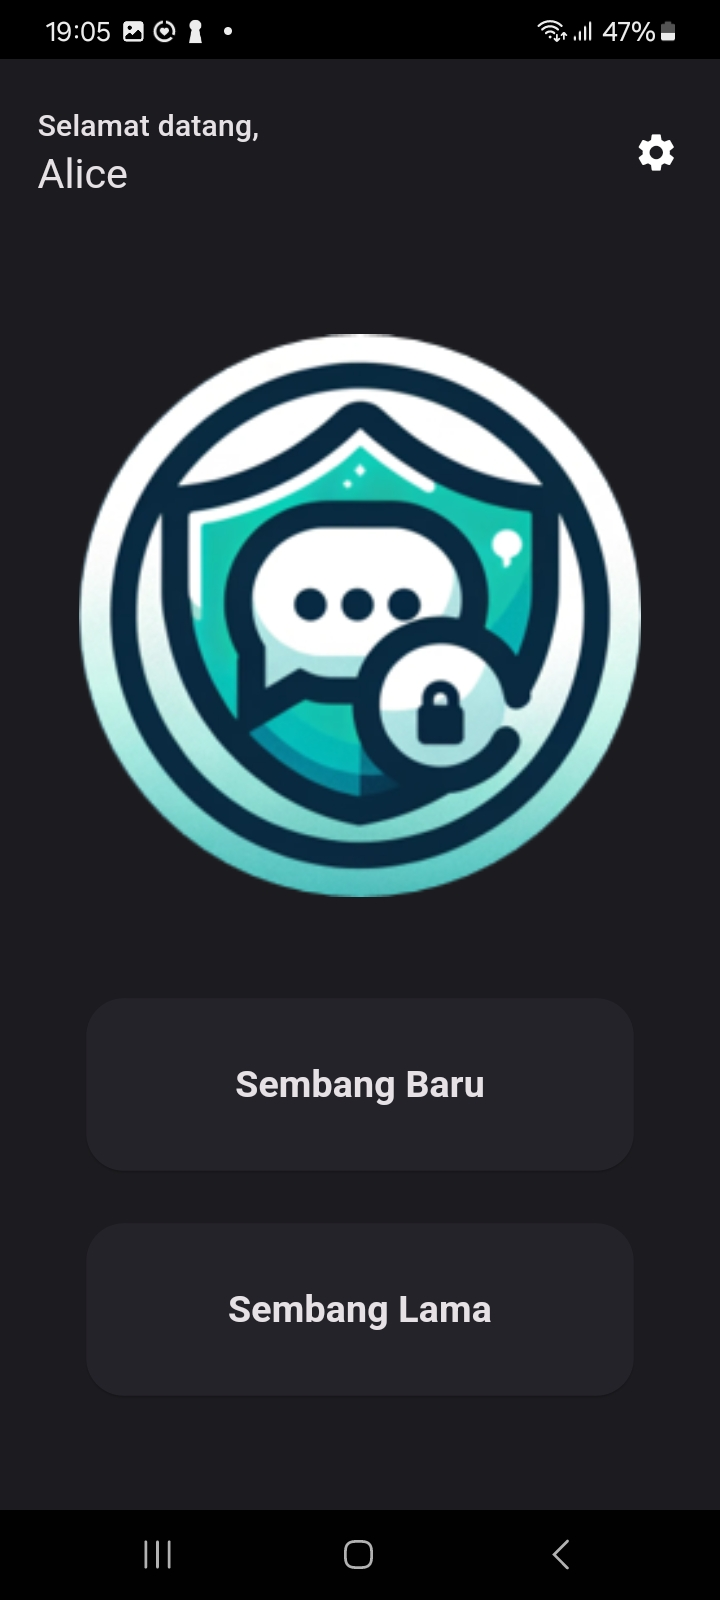 19:05
47%
Selamat datang,
Alice
Sembang Baru
Sembang Lama